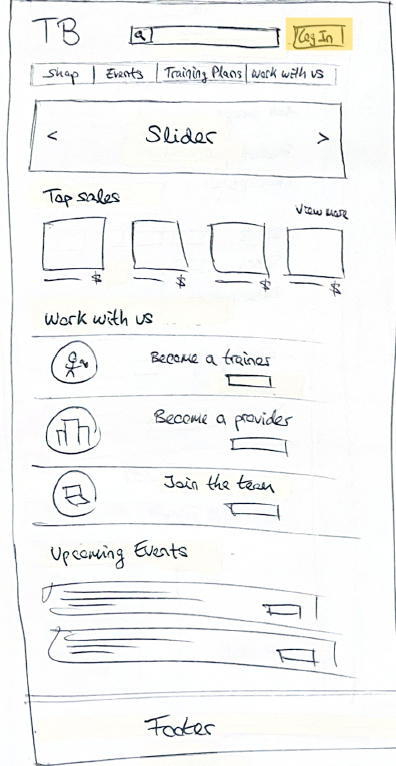 TB Log In
Shop | Events | Training Plans | Work with us
< Slider >
Top sales
View more
$ $ $ $
Work with us
Become a trainer
Become a provider
Join the team
Upcoming Events
Footer